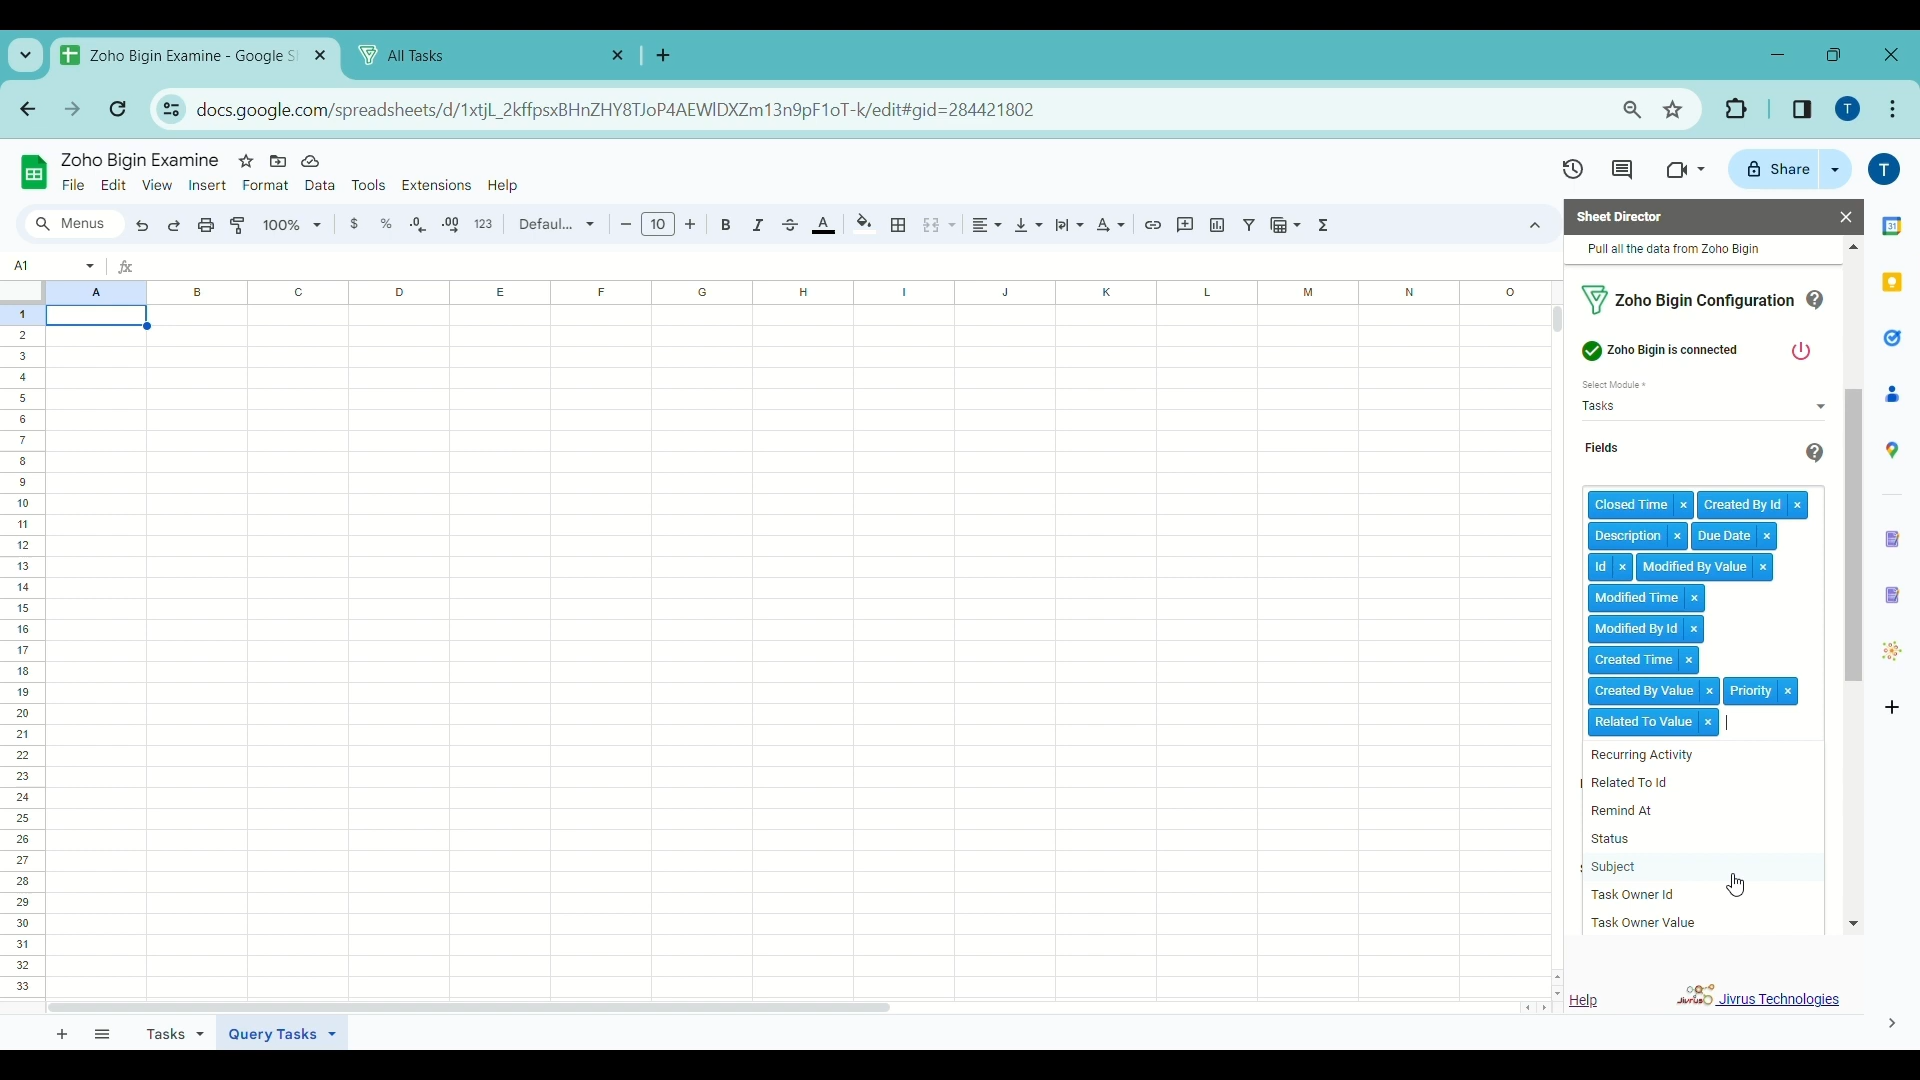 Zoho Bigin Examine - Google S
All Tasks
docs.google.com/spreadsheets/d/1xtjL_2kffpsxBHnZHY8TJoP4AEWlDXZm13n9pF1oT-k/edit#gid=284421802
T
Zoho Bigin Examine
File Edit View Insert Format Data Tools Extensions Help
Share
T
Menus 100% $ % .0 .00 123 Defaul... 10 B I A
Sheet Director
Pull all the data from Zoho Bigin
A1 fx
A B C D E F G H I J K L M N O
1
2
3
4
5
6
7
8
9
10
11
12
13
14
15
16
17
18
19
20
21
22
23
24
25
26
27
28
29
30
31
32
33
Zoho Bigin Configuration
Zoho Bigin is connected
Select Module *
Tasks
Fields
Closed Time × Created By Id ×
Description × Due Date ×
Id × Modified By Value ×
Modified Time ×
Modified By Id ×
Created Time ×
Created By Value × Priority ×
Related To Value ×
Recurring Activity
Related To Id
Remind At
Status
Subject
Task Owner Id
Task Owner Value
31
Help Jivrus Jivrus Technologies
Tasks Query Tasks